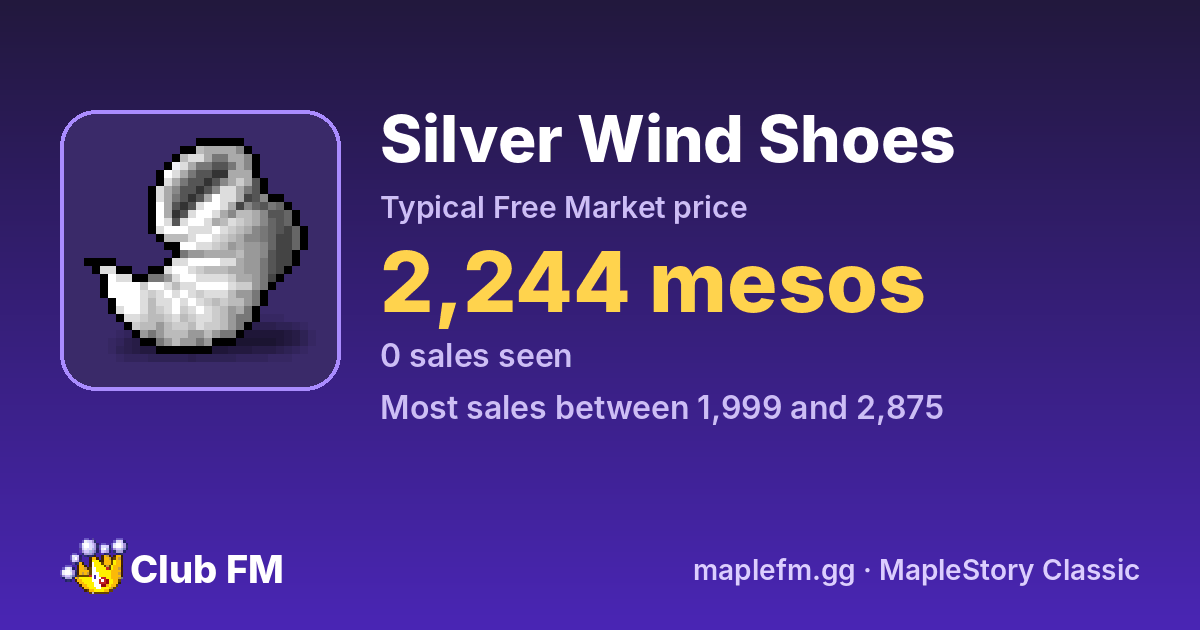 Silver Wind Shoes
Typical Free Market price
2,244 mesos
0 sales seen
Most sales between 1,999 and 2,875
Club FM
maplefm.gg · MapleStory Classic